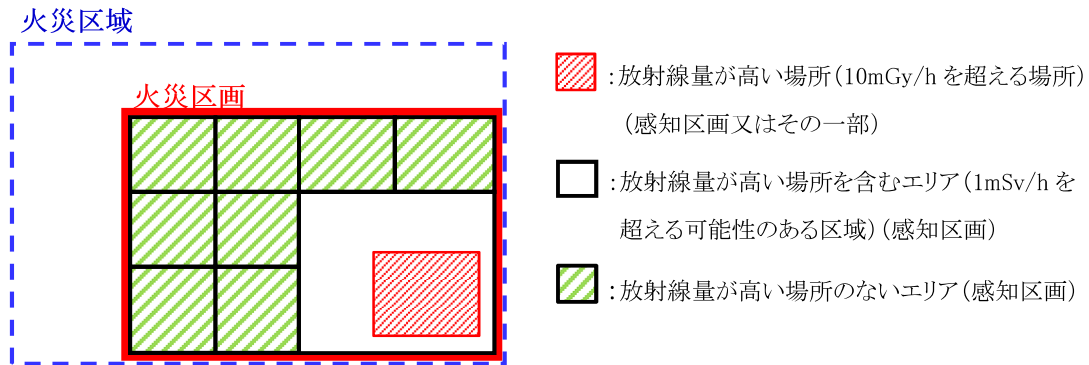 火災区域
火災区画
：放射線量が高い場所（10mGy/h を超える場所）
（感知区画又はその一部）
：放射線量が高い場所を含むエリア（1mSv/h を
超える可能性のある区域）（感知区画）
：放射線量が高い場所のないエリア（感知区画）